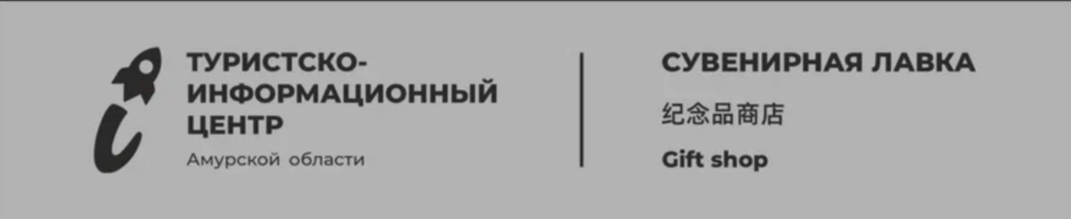 ТУРИСТСКО-
ИНФОРМАЦИОННЫЙ
ЦЕНТР
Амурской области
СУВЕНИРНАЯ ЛАВКА
纪念品商店
Gift shop